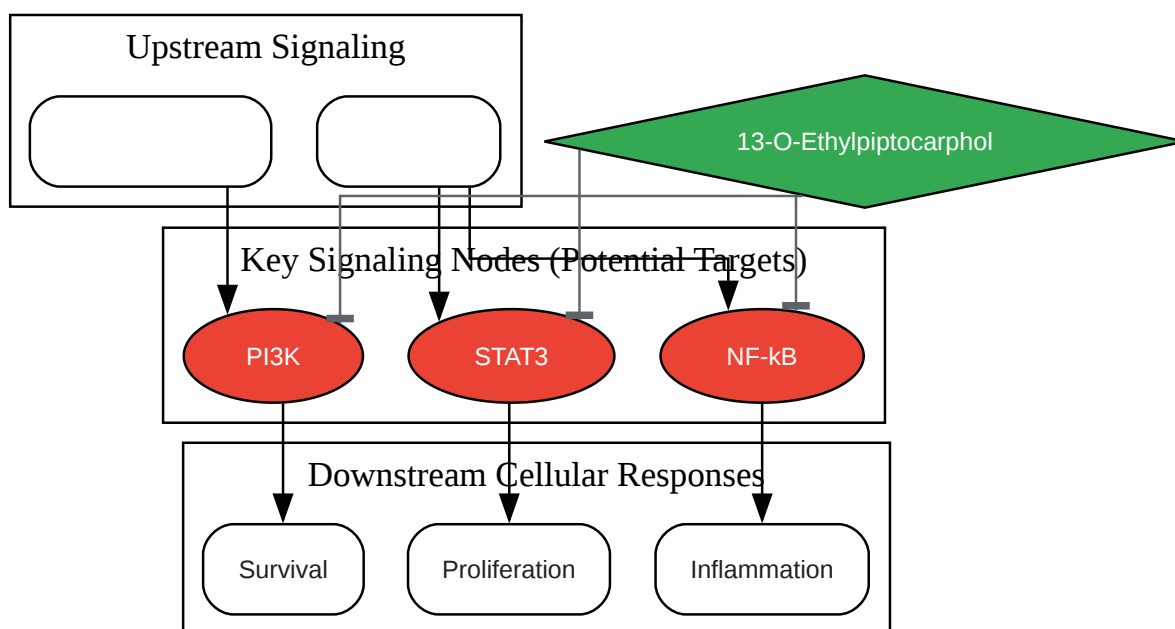 Upstream Signaling
13-O-Ethylpiptocarphol
Key Signaling Nodes (Potential Targets)
PI3K
STAT3
NF-kB
Downstream Cellular Responses
Survival
Proliferation
Inflammation